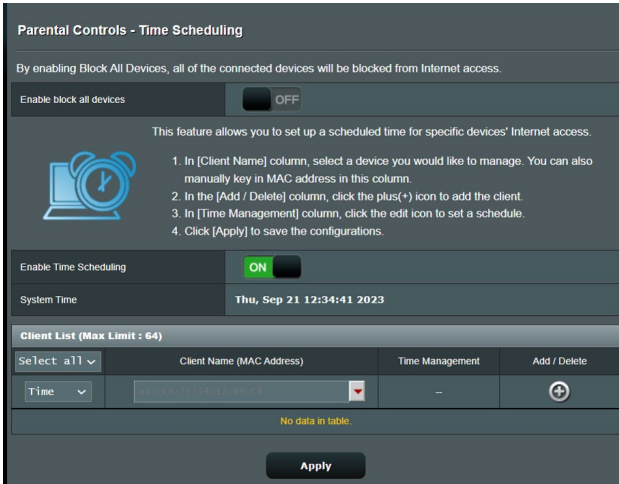 Parental Controls - Time Scheduling
By enabling Block All Devices, all of the connected devices will be blocked from Internet access.
Enable block all devices
OFF
This feature allows you to set up a scheduled time for specific devices' Internet access.
1. In [Client Name] column, select a device you would like to manage. You can also
manually key in MAC address in this
column.
2. In the [Add / Delete] column, click the plus(+) icon to add the client.
3. In [Time Management] column, click the edit icon to set a schedule.
4. Click [Apply] to save the configurations.
Enable Time Scheduling
ON
System Time
Thu, Sep 21 12:34:41 2023
Client List (Max Limit : 64)
Select all
Client Name (MAC Address)
Time Management
Add / Delete
Time
–
No data in table.
Apply